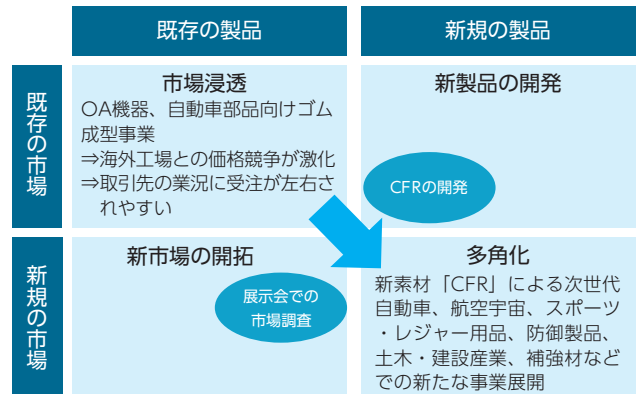 既存の製品
新規の製品
既存の市場
市場浸透
OA機器、自動車部品向けゴム
成型事業
⇒海外工場との価格競争が激化
⇒取引先の業況に受注が左右さ
れやすい
新製品の開発
CFRの開発
新規の市場
新市場の開拓
展示会での
市場調査
多角化
新素材「CFR」による次世代
自動車、航空宇宙、スポーツ
・レジャー用品、防御製品、
土木・建設産業、補強材など
での新たな事業展開